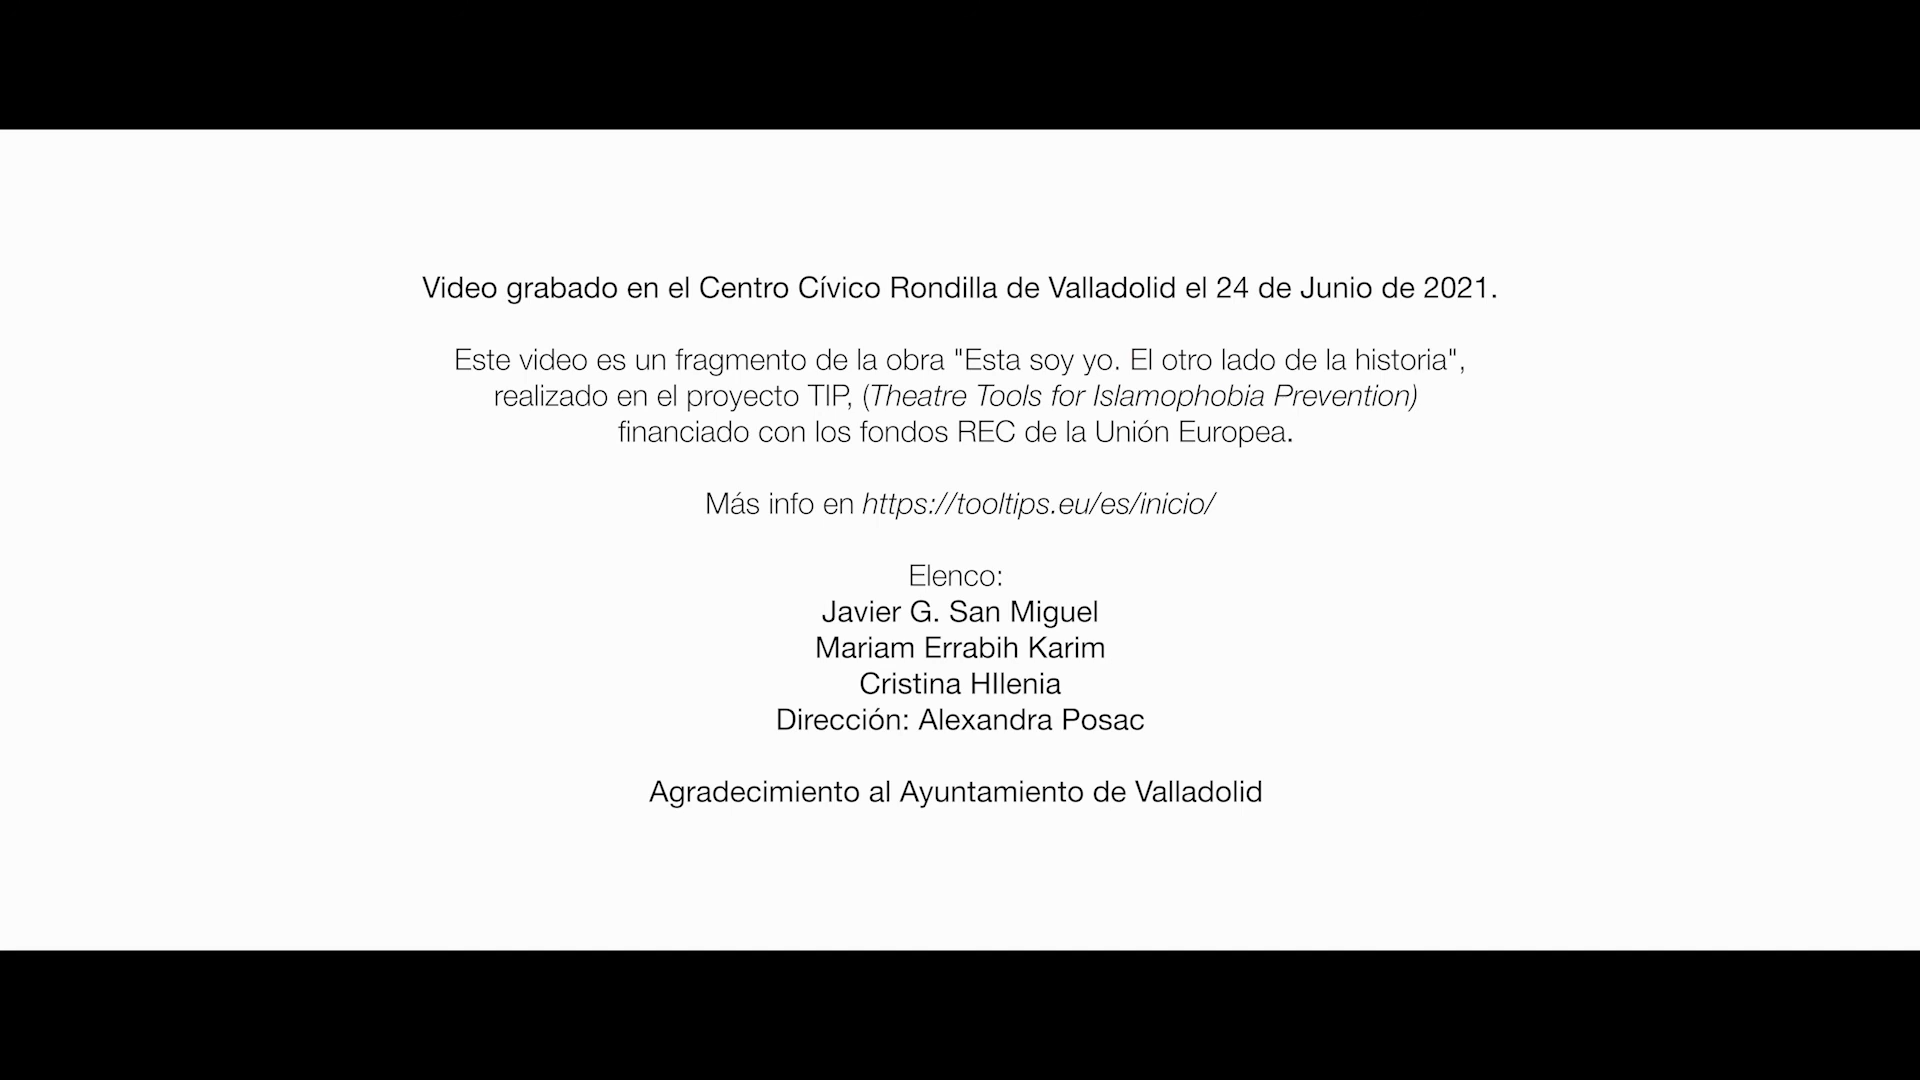 Video grabado en el Centro Cívico Rondilla de Valladolid el 24 de Junio de 2021.
Este video es un fragmento de la obra "Esta soy yo. El otro lado de la historia",
realizado en el proyecto TIP, (Theatre Tools for Islamophobia Prevention)
financiado con los fondos REC de la Unión Europea.
Más info en https://tooltips.eu/es/inicio/
Elenco:
Javier G. San Miguel
Mariam Errabih Karim
Cristina HIlenia
Dirección: Alexandra Posac
Agradecimiento al Ayuntamiento de Valladolid